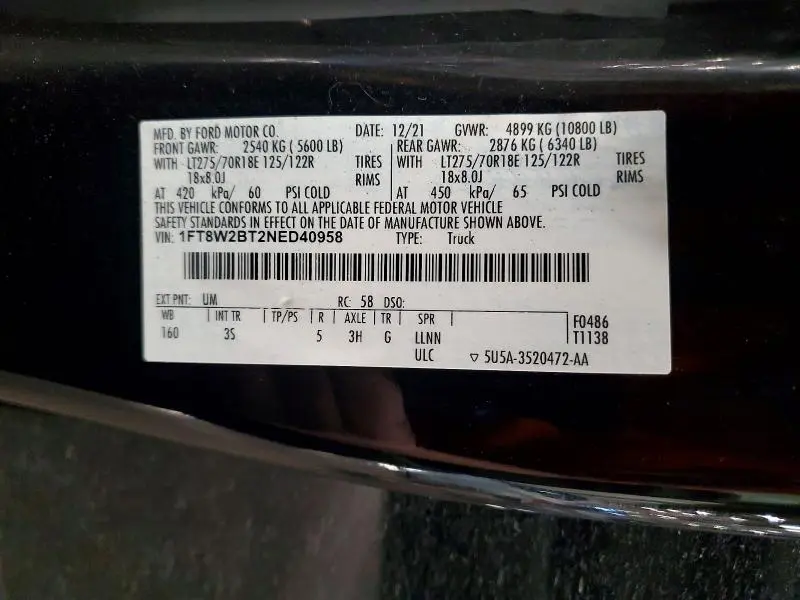 MFD. BY FORD MOTOR CO. DATE: 12/21 GVWR: 4899 KG (10800 LB)
FRONT GAWR: 2540 KG ( 5600 LB) REAR GAWR: 2876 KG ( 6340 LB)
WITH LT275/70R18E 125/122R TIRES WITH LT275/70R18E 125/122R TIRES
18x8.0J RIMS 18x8.0J RIMS
AT 420 kPa/ 60 PSI COLD AT 450 kPa/ 65 PSI COLD
THIS VEHICLE CONFORMS TO ALL APPLICABLE FEDERAL MOTOR VEHICLE
SAFETY STANDARDS IN EFFECT ON THE DATE OF MANUFACTURE SHOWN ABOVE.
VIN: 1FT8W2BT2NED40958 TYPE: Truck
EXT PNT: UM RC: 58 DSO:
WB INT TR TP/PS R AXLE TR SPR F0486
160 3S 5 3H G LLNN T1138
ULC ▽ 5U5A-3520472-AA